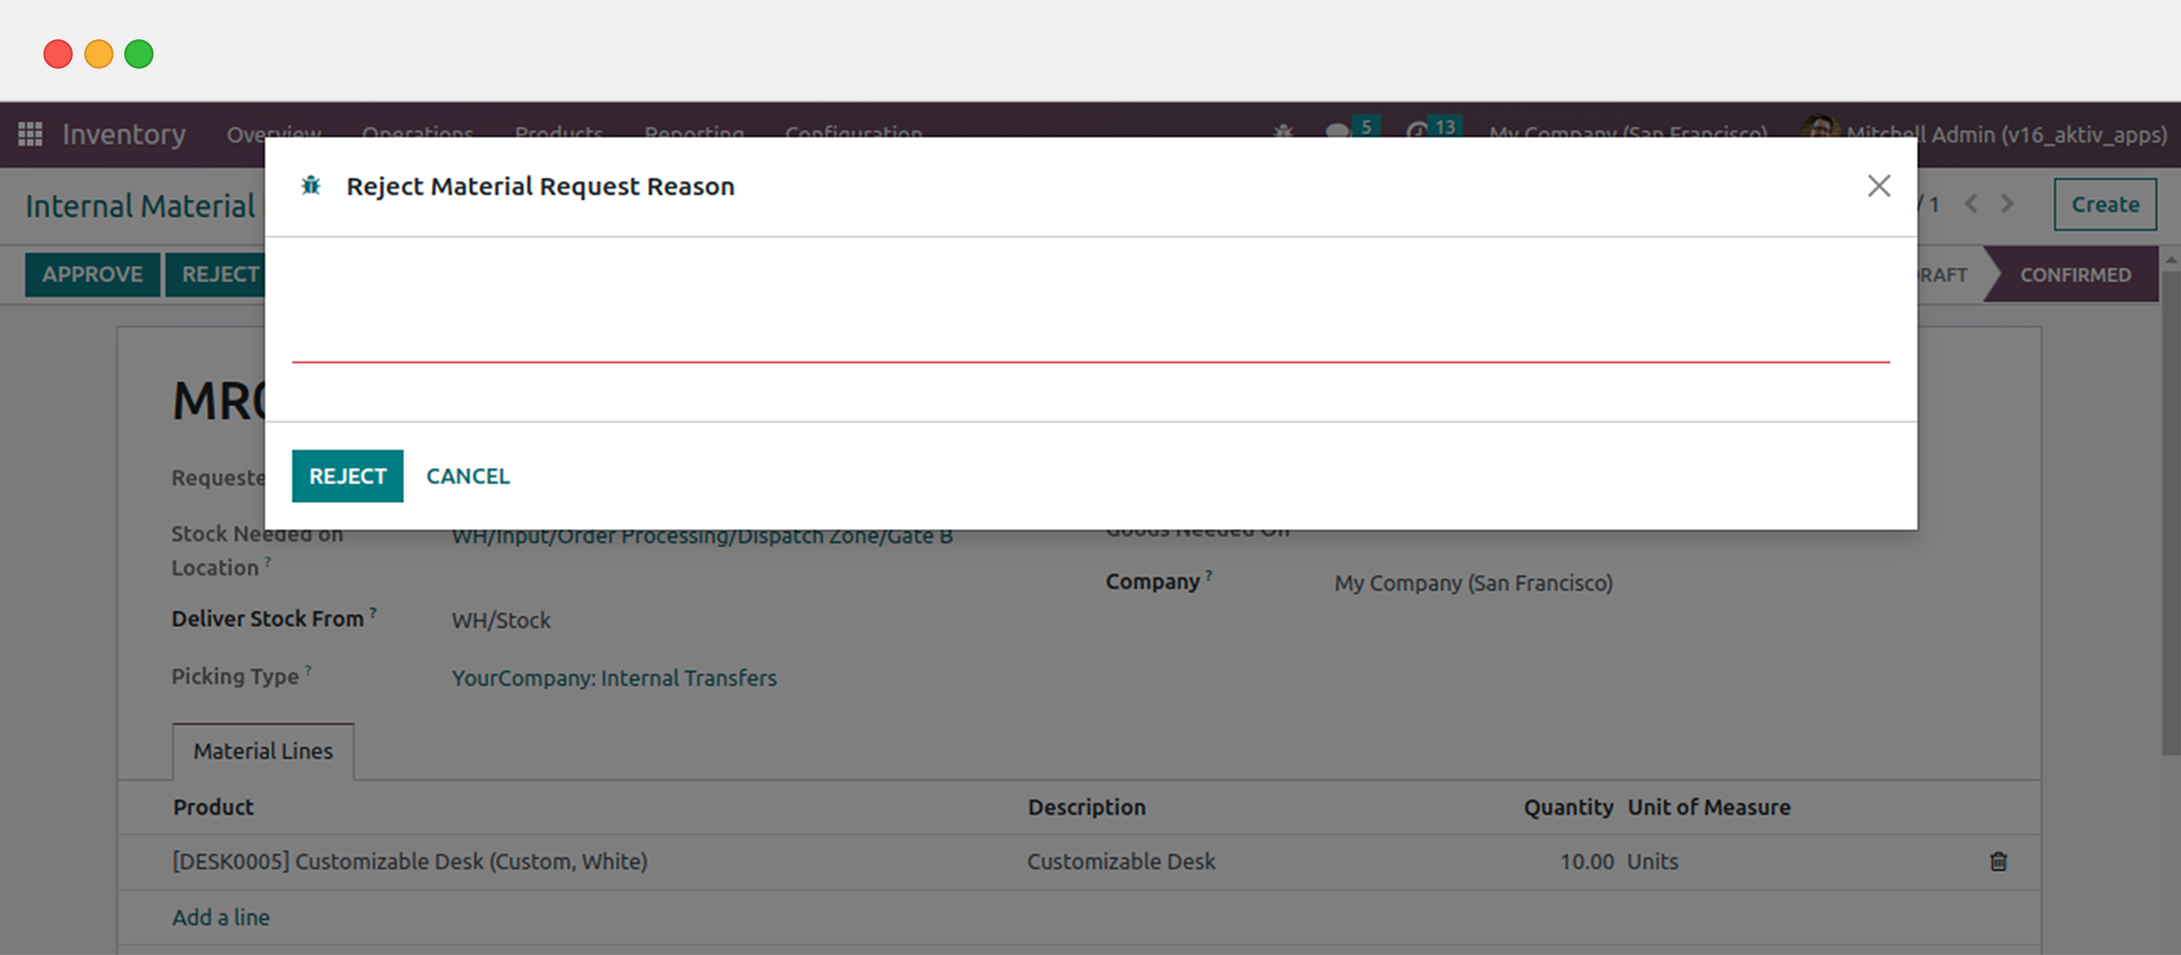 Inventory Overview Operations Products Reporting Configuration 5 13 My Company (San Francisco) Mitchell Admin (v16_aktiv_apps)
Reject Material Request Reason
Internal Material / 1 Create
APPROVE REJECT CONFIRMED
REJECT CANCEL
Stock Needed on
Location ? WH/Input/Order Processing/Dispatch Zone/Gate B Goods Needed On
Company ? My Company (San Francisco)
Deliver Stock From ? WH/Stock
Picking Type ? YourCompany: Internal Transfers
Material Lines
Product Description Quantity Unit of Measure
[DESK0005] Customizable Desk (Custom, White) Customizable Desk 10.00 Units
Add a line